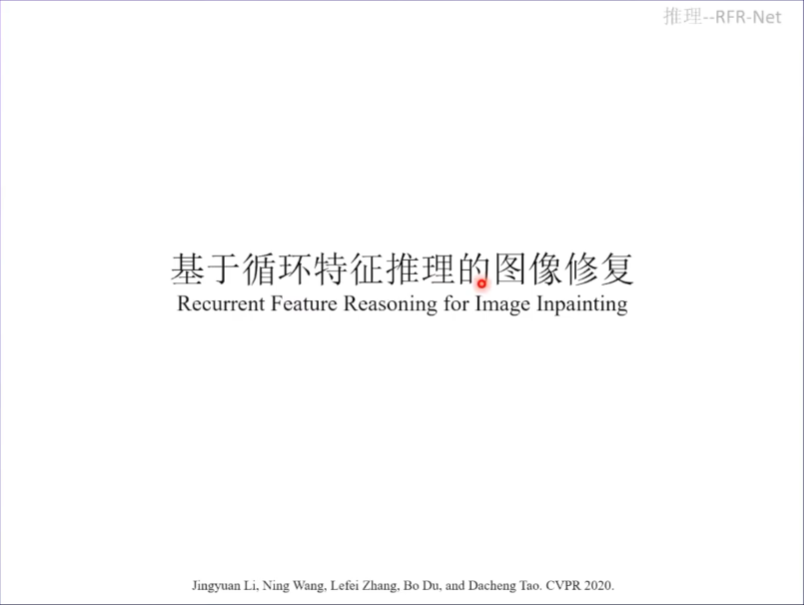 推理--RFR-Net
基于循环特征推理的图像修复
Recurrent Feature Reasoning for Image Inpainting
Jingyuan Li, Ning Wang, Lefei Zhang, Bo Du, and Dacheng Tao. CVPR 2020.